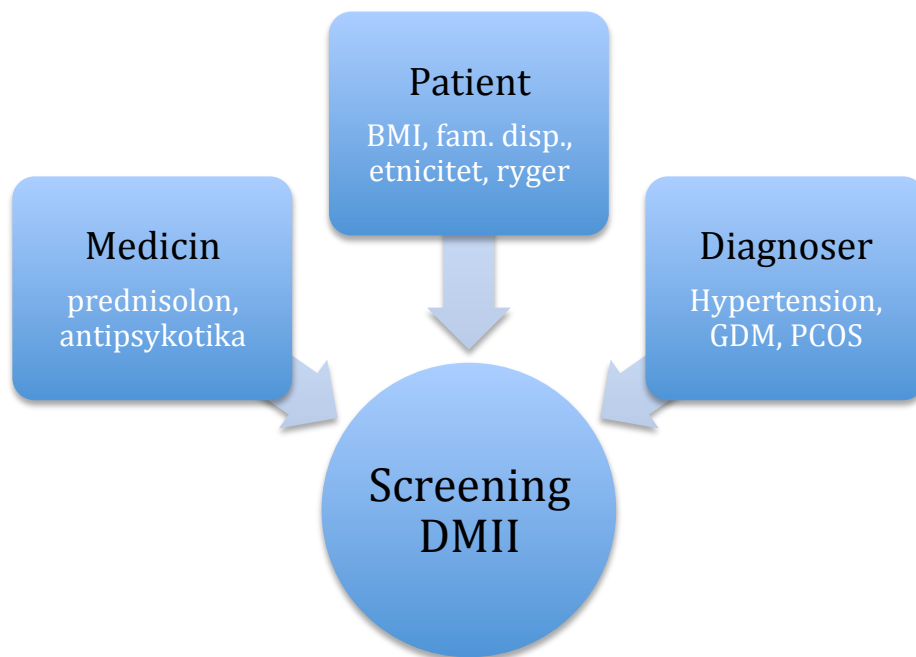 Patient
BMI, fam. disp.,
etnicitet, ryger
Medicin
prednisolon,
antipsykotika
Diagnoser
Hypertension,
GDM, PCOS
Screening
DMII